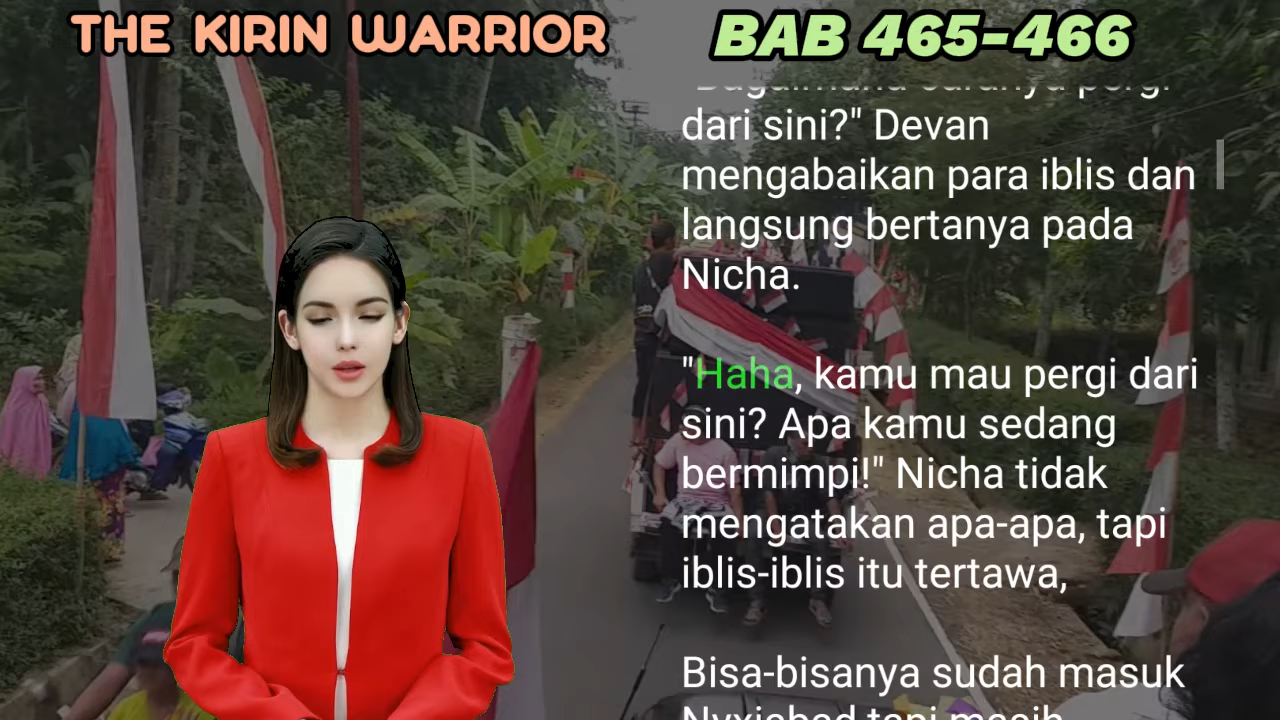 THE KIRIN WARRIOR
BAB 465-466
dari sini?" Devan
mengabaikan para iblis dan
langsung bertanya pada
Nicha.
"Haha, kamu mau pergi dari
sini? Apa kamu sedang
bermimpi!" Nicha tidak
mengatakan apa-apa, tapi
iblis-iblis itu tertawa,
Bisa-bisanya sudah masuk